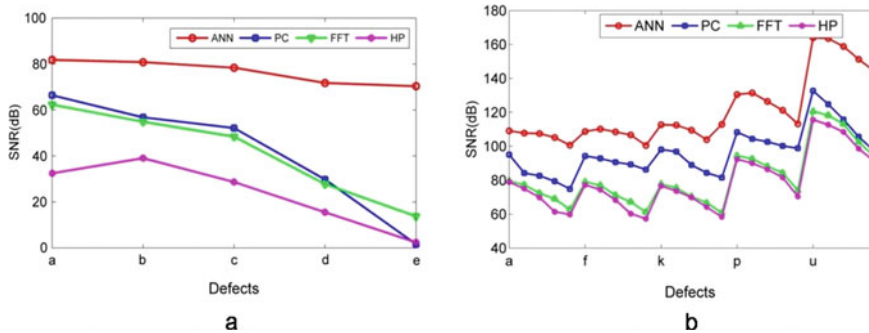 100
80
60
40
20
0
SNR(dB)
ANN PC FFT HP
a b c d e
Defects
a
180
160
140
120
100
80
60
40
SNR(dB)
ANN PC FFT HP
a f k p u
Defects
b